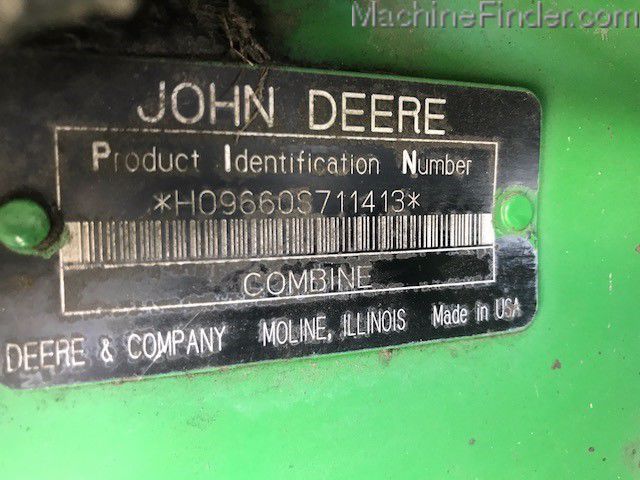 MachineFinder.com
JOHN DEERE
Product Identification Number
*H09660S711413*
COMBINE
DEERE & COMPANY MOLINE, ILLINOIS Made in USA